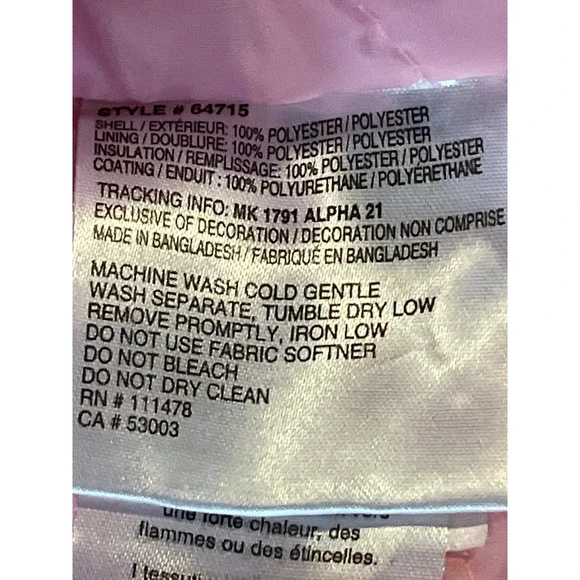 STYLE # 64715
SHELL / EXTÉRIEUR: 100% POLYESTER / POLYESTER
LINING / DOUBLURE: 100% POLYESTER / POLYESTER
INSULATION / REMPLISSAGE: 100% POLYESTER / POLYESTER
COATING / ENDUIT : 100% POLYURETHANE / POLYÉRETHANE
TRACKING INFO: MK 1791 ALPHA 21
EXCLUSIVE OF DECORATION / DECORATION NON COMPRISE
MADE IN BANGLADESH / FABRIQUÉ EN BANGLADESH
MACHINE WASH COLD GENTLE
WASH SEPARATE, TUMBLE DRY LOW
REMOVE PROMPTLY, IRON LOW
DO NOT USE FABRIC SOFTNER
DO NOT BLEACH
DO NOT DRY CLEAN
RN # 111478
CA # 53003
une forte chaleur, des
flammes ou des étincelles.